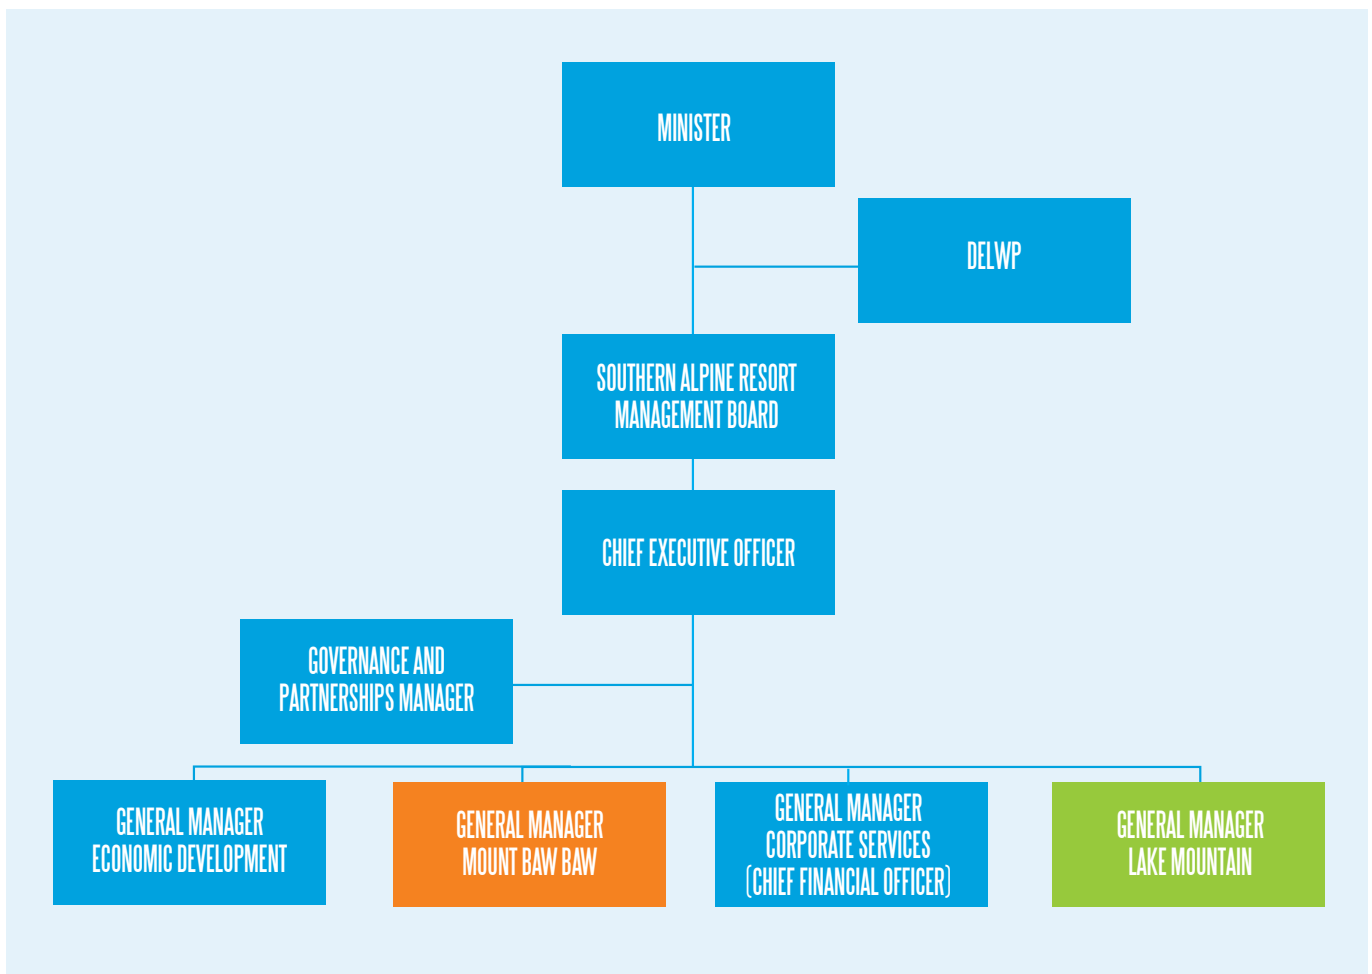 MINISTER
DELWP
SOUTHERN ALPINE RESORT
MANAGEMENT BOARD
CHIEF EXECUTIVE OFFICER
GOVERNANCE AND
PARTNERSHIPS MANAGER
GENERAL MANAGER
ECONOMIC DEVELOPMENT
GENERAL MANAGER
MOUNT BAW BAW
GENERAL MANAGER
CORPORATE SERVICES
(CHIEF FINANCIAL OFFICER)
GENERAL MANAGER
LAKE MOUNTAIN